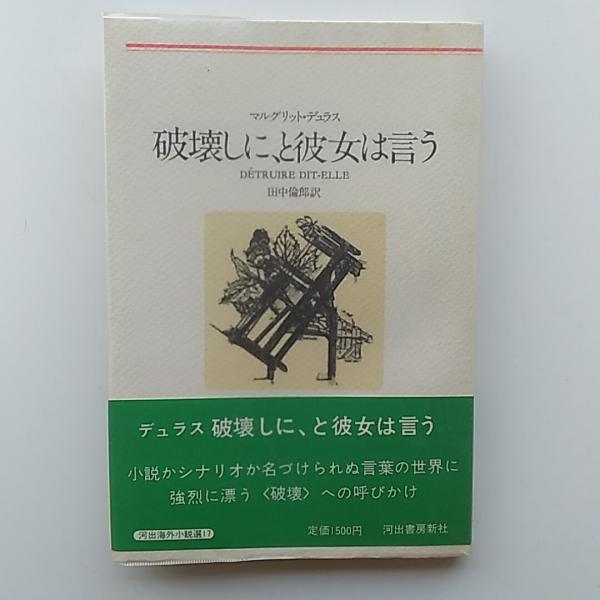 マルグリット・デュラス
破壊しに、と彼女は言う
DÉTRUIRE DIT-ELLE
田中倫郎訳
デュラス 破壊しに、と彼女は言う
小説かシナリオか名づけられぬ言葉の世界に
強烈に漂う〈破壊〉への呼びかけ
河出海外小説選17
定価1500円 河出書房新社